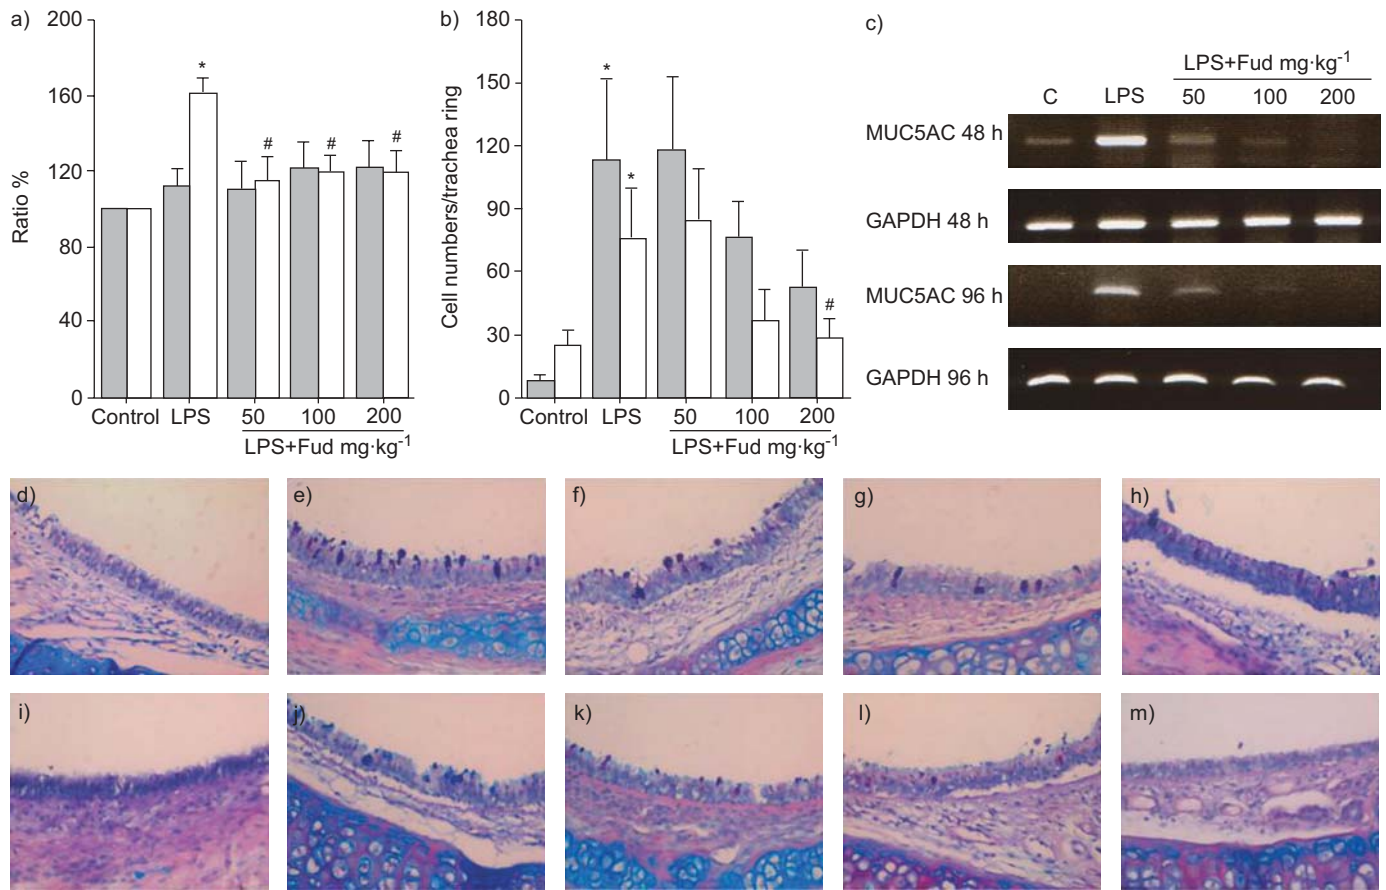 a)
200
160
120
80
40
0
Ratio %
*
#
#
#
Control LPS 50 100 200
LPS+Fud mg·kg-1
b)
180
150
120
90
60
30
0
Cell numbers/trachea ring
*
*
#
Control LPS 50 100 200
LPS+Fud mg·kg-1
c)
LPS+Fud mg·kg-1
C LPS 50 100 200
MUC5AC 48 h
GAPDH 48 h
MUC5AC 96 h
GAPDH 96 h
d)
e)
f)
g)
h)
i)
j)
k)
l)
m)